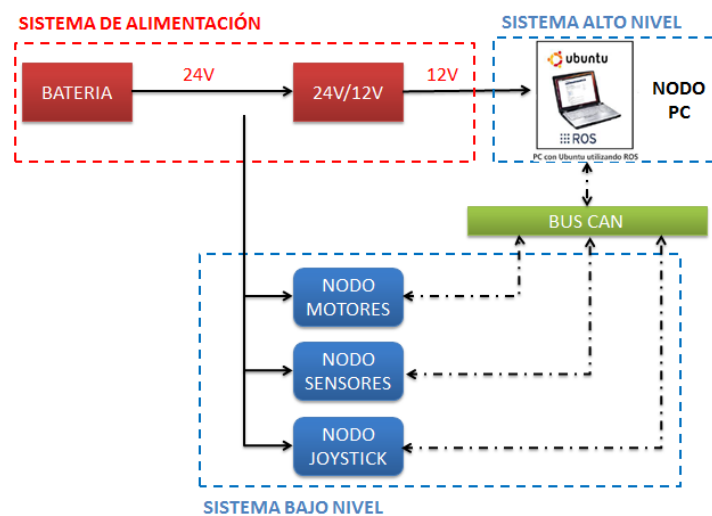 SISTEMA DE ALIMENTACIÓN
SISTEMA ALTO NIVEL
BATERIA
24V
24V/12V
12V
ubuntu
ROS
PC con Ubuntu utilizando ROS
NODO
PC
BUS CAN
NODO
MOTORES
NODO
SENSORES
NODO
JOYSTICK
SISTEMA BAJO NIVEL